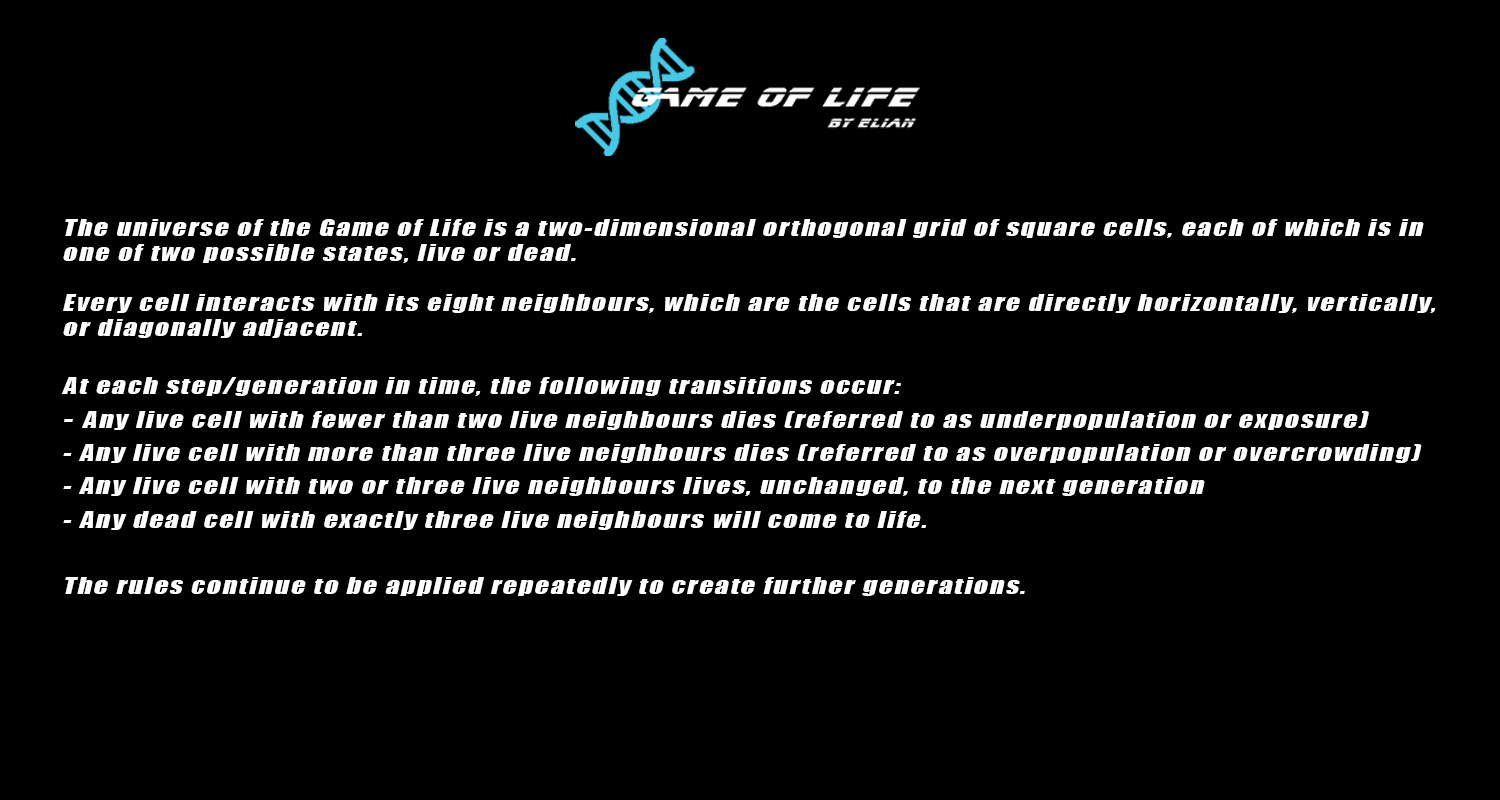 GAME OF LIFE
BY ELIAN
The universe of the Game of Life is a two-dimensional orthogonal grid of square cells, each of which is in
one of two possible states, live or dead.
Every cell interacts with its eight neighbours, which are the cells that are directly horizontally, vertically,
or diagonally adjacent.
At each step/generation in time, the following transitions occur:
- Any live cell with fewer than two live neighbours dies (referred to as underpopulation or exposure)
- Any live cell with more than three live neighbours dies (referred to as overpopulation or overcrowding)
- Any live cell with two or three live neighbours lives, unchanged, to the next generation
- Any dead cell with exactly three live neighbours will come to life.
The rules continue to be applied repeatedly to create further generations.